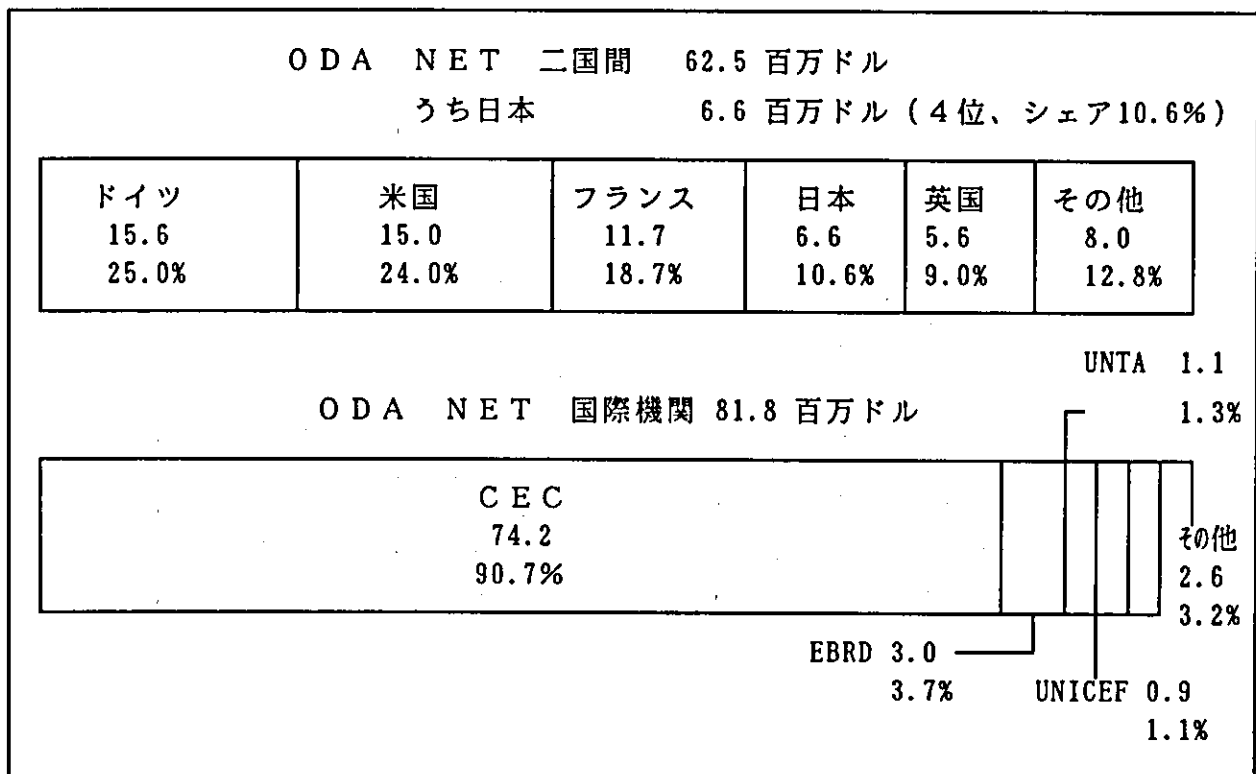 ODA NET 二国間 62.5 百万ドル
うち日本 6.6 百万ドル (4位、シェア10.6%)
ドイツ 米国 フランス 日本 英国 その他
15.6 15.0 11.7 6.6 5.6 8.0
25.0% 24.0% 18.7% 10.6% 9.0% 12.8%
UNTA 1.1
1.3%
ODA NET 国際機関 81.8 百万ドル
CEC
74.2
90.7%
その他
2.6
3.2%
EBRD 3.0
3.7%
UNICEF 0.9
1.1%